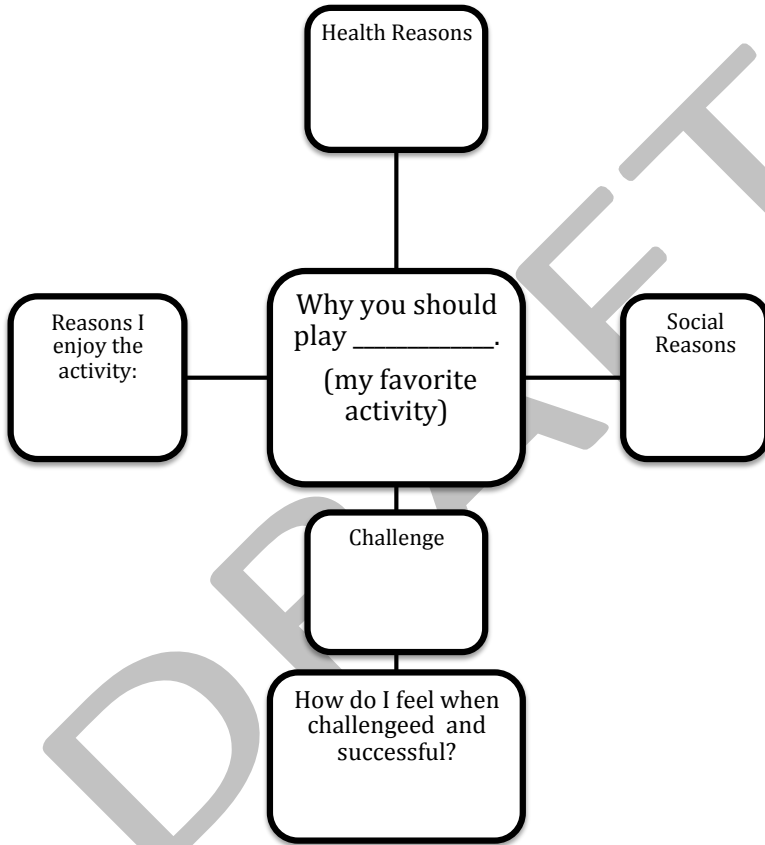 Health Reasons
Reasons I
enjoy the
activity:
Why you should
play _____________.
(my favorite
activity)
Social
Reasons
Challenge
How do I feel when
challengeed and
successful?
DRAFT